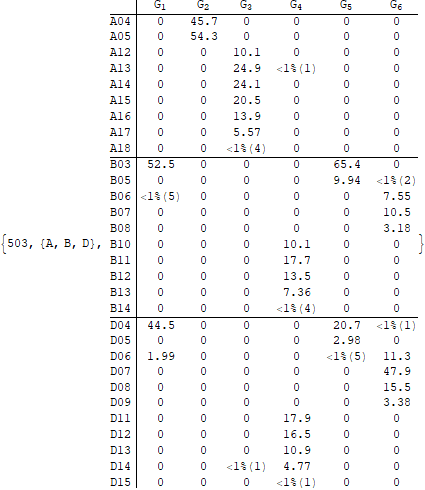 G1 G2 G3 G4 G5 G6
A04 0 45.7 0 0 0 0
A05 0 54.3 0 0 0 0
A12 0 0 10.1 0 0 0
A13 0 0 24.9 <1%(1) 0 0
A14 0 0 24.1 0 0 0
A15 0 0 20.5 0 0 0
A16 0 0 13.9 0 0 0
A17 0 0 5.57 0 0 0
A18 0 0 <1%(4) 0 0 0
B03 52.5 0 0 0 65.4 0
B05 0 0 0 0 9.94 <1%(2)
B06 <1%(5) 0 0 0 0 7.55
B07 0 0 0 0 0 10.5
B08 0 0 0 0 0 3.18
{503, {A, B, D}, B10 0 0 0 10.1 0 0 }
B11 0 0 0 17.7 0 0
B12 0 0 0 13.5 0 0
B13 0 0 0 7.36 0 0
B14 0 0 0 <1%(4) 0 0
D04 44.5 0 0 0 20.7 <1%(1)
D05 0 0 0 0 2.98 0
D06 1.99 0 0 0 <1%(5) 11.3
D07 0 0 0 0 0 47.9
D08 0 0 0 0 0 15.5
D09 0 0 0 0 0 3.38
D11 0 0 0 17.9 0 0
D12 0 0 0 16.5 0 0
D13 0 0 0 10.9 0 0
D14 0 0 <1%(1) 4.77 0 0
D15 0 0 0 <1%(1) 0 0